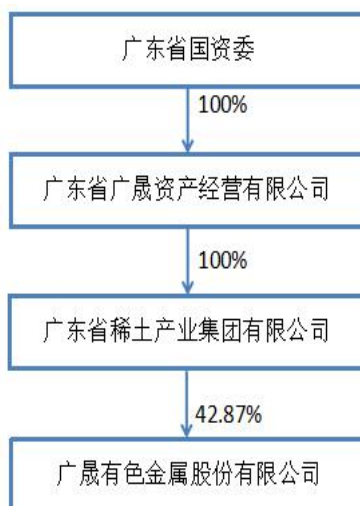 广东省国资委
100%
广东省广晟资产经营有限公司
100%
广东省稀土产业集团有限公司
42.87%
广晟有色金属股份有限公司